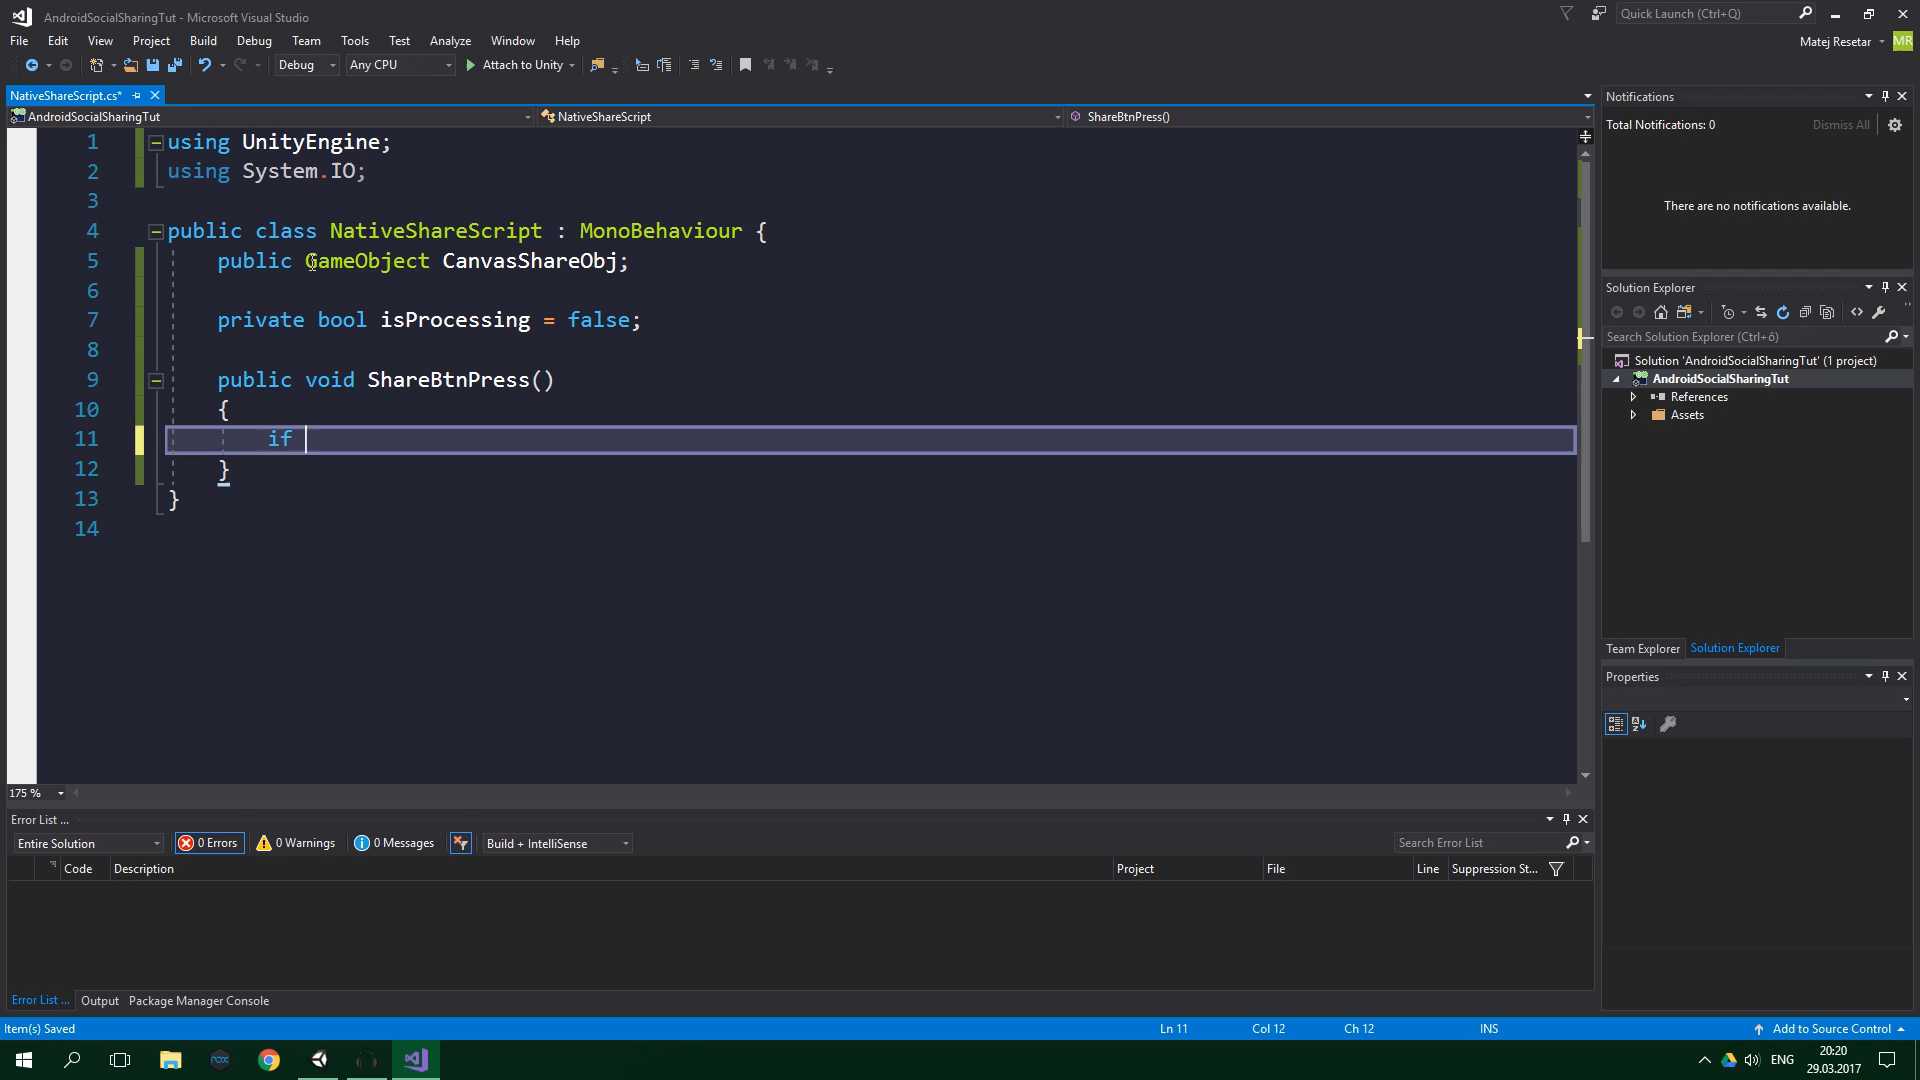 AndroidSocialSharingTut - Microsoft Visual Studio
Quick Launch (Ctrl+Q)
File Edit View Project Build Debug Team Tools Test Analyze Window Help
Matej Resetar MR
Debug Any CPU Attach to Unity
NativeShareScript.cs*
AndroidSocialSharingTut NativeShareScript ShareBtnPress()
1 using UnityEngine;
2 using System.IO;
3
4 public class NativeShareScript : MonoBehaviour {
5 public GameObject CanvasShareObj;
6
7 private bool isProcessing = false;
8
9 public void ShareBtnPress()
10 {
11 if
12 }
13 }
14
175 %
Notifications
Total Notifications: 0 Dismiss All
There are no notifications available.
Solution Explorer
Search Solution Explorer (Ctrl+ô)
Solution 'AndroidSocialSharingTut' (1 project)
AndroidSocialSharingTut
References
Assets
Team Explorer Solution Explorer
Properties
Error List ...
Entire Solution 0 Errors 0 Warnings 0 Messages Build + IntelliSense Search Error List
Code Description Project File Line Suppression St...
Error List ... Output Package Manager Console
Item(s) Saved Ln 11 Col 12 Ch 12 INS Add to Source Control
nox ENG 20:20
29.03.2017